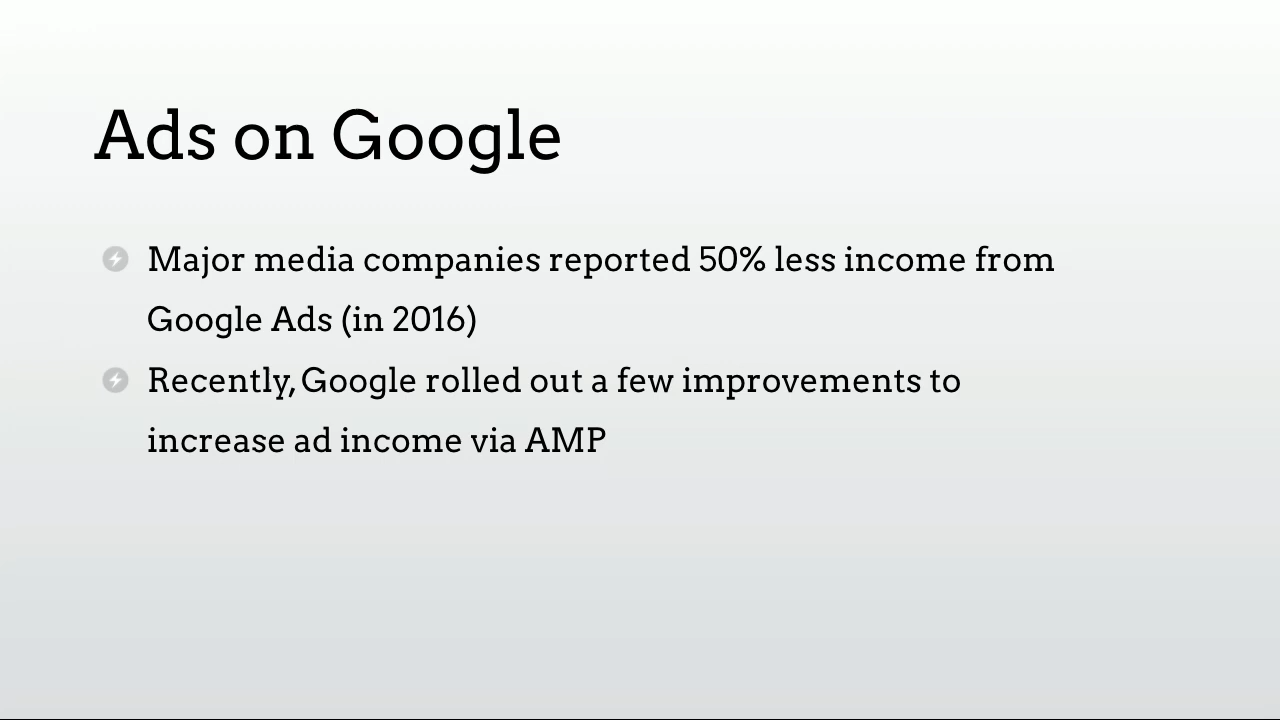 Ads on Google
Major media companies reported 50% less income from
Google Ads (in 2016)
Recently, Google rolled out a few improvements to
increase ad income via AMP